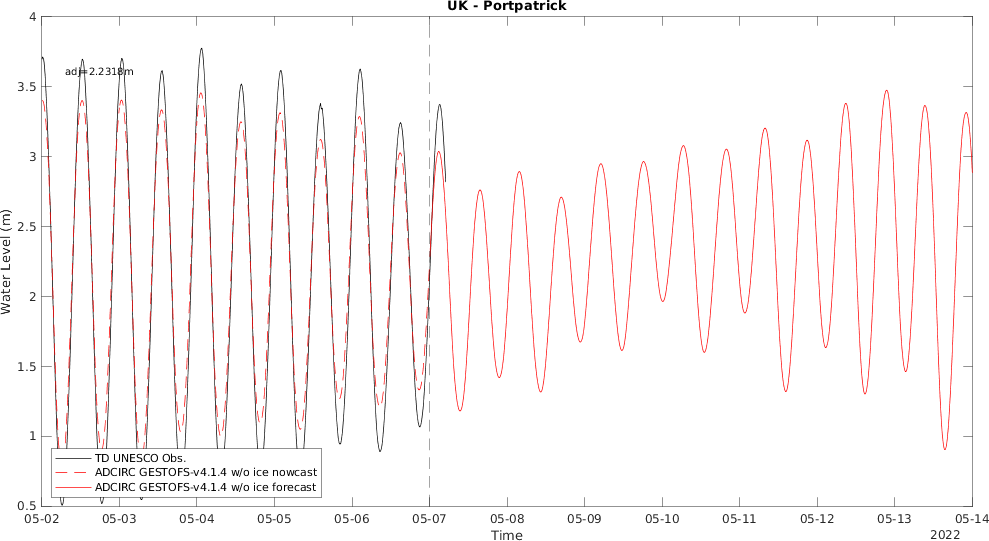 UK - Portpatrick
4
adj=2.2318m
3.5
3
2.5
2
1.5
1
0.5
Water Level (m)
TD UNESCO Obs.
ADCIRC GESTOFS-v4.1.4 w/o ice nowcast
ADCIRC GESTOFS-v4.1.4 w/o ice forecast
05-02 05-03 05-04 05-05 05-06 05-07 05-08 05-09 05-10 05-11 05-12 05-13 05-14
Time
2022